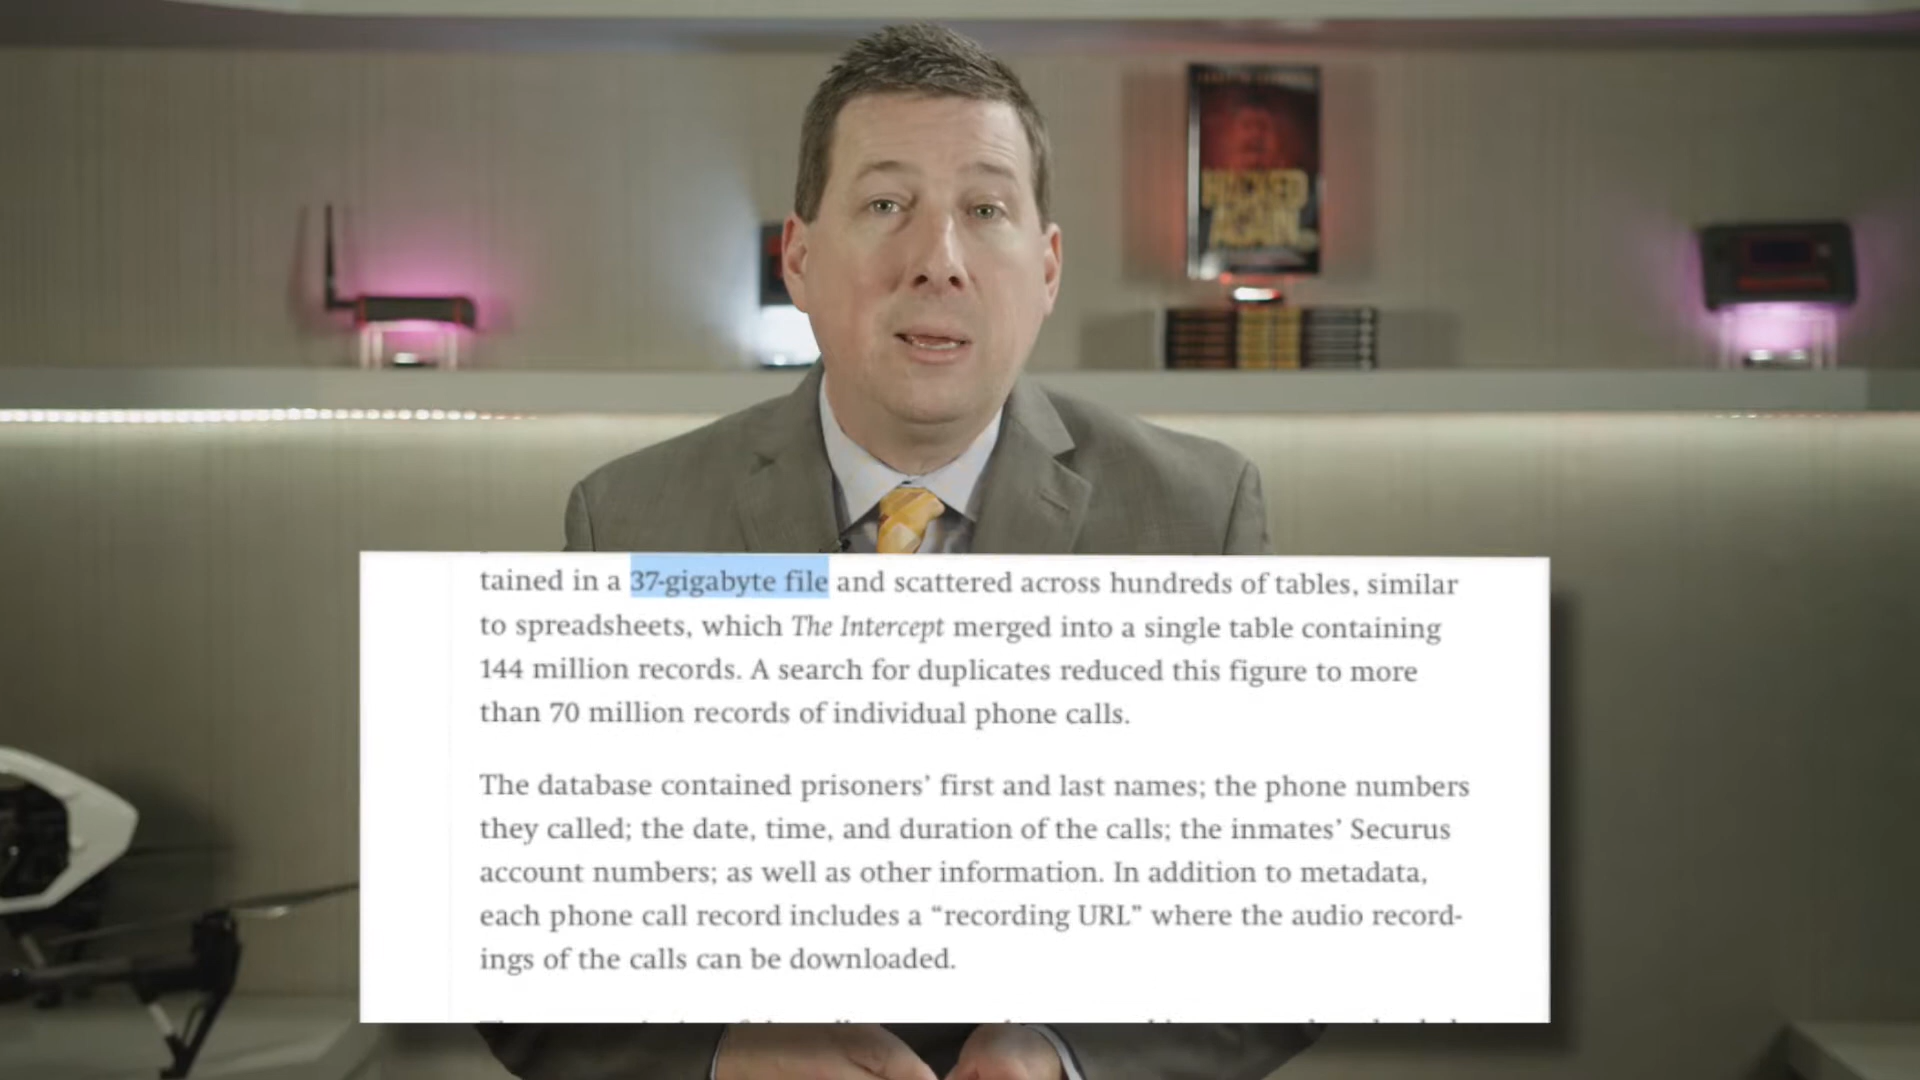 HACKED
AGAIN
tained in a 37-gigabyte file and scattered across hundreds of tables, similar
to spreadsheets, which The Intercept merged into a single table containing
144 million records. A search for duplicates reduced this figure to more
than 70 million records of individual phone calls.
The database contained prisoners’ first and last names; the phone numbers
they called; the date, time, and duration of the calls; the inmates’ Securus
account numbers; as well as other information. In addition to metadata,
each phone call record includes a “recording URL” where the audio record-
ings of the calls can be downloaded.